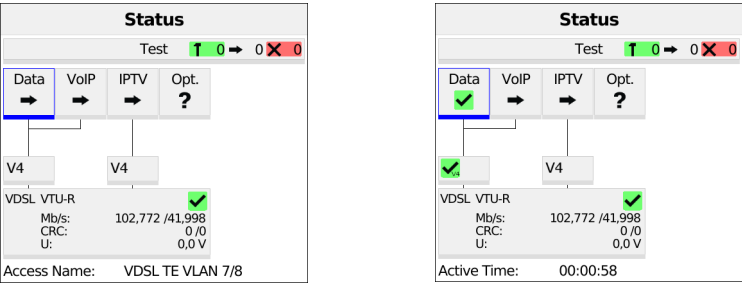 Status
Test 0 0 0
Data VoIP IPTV Opt.
?
V4 V4
VDSL VTU-R
Mb/s: 102,772 /41,998
CRC: 0 /0
U: 0,0 V
Access Name: VDSL TE VLAN 7/8
Status
Test 0 0 0
Data VoIP IPTV Opt.
?
V4 V4
VDSL VTU-R
Mb/s: 102,772 /41,998
CRC: 0 /0
U: 0,0 V
Active Time: 00:00:58